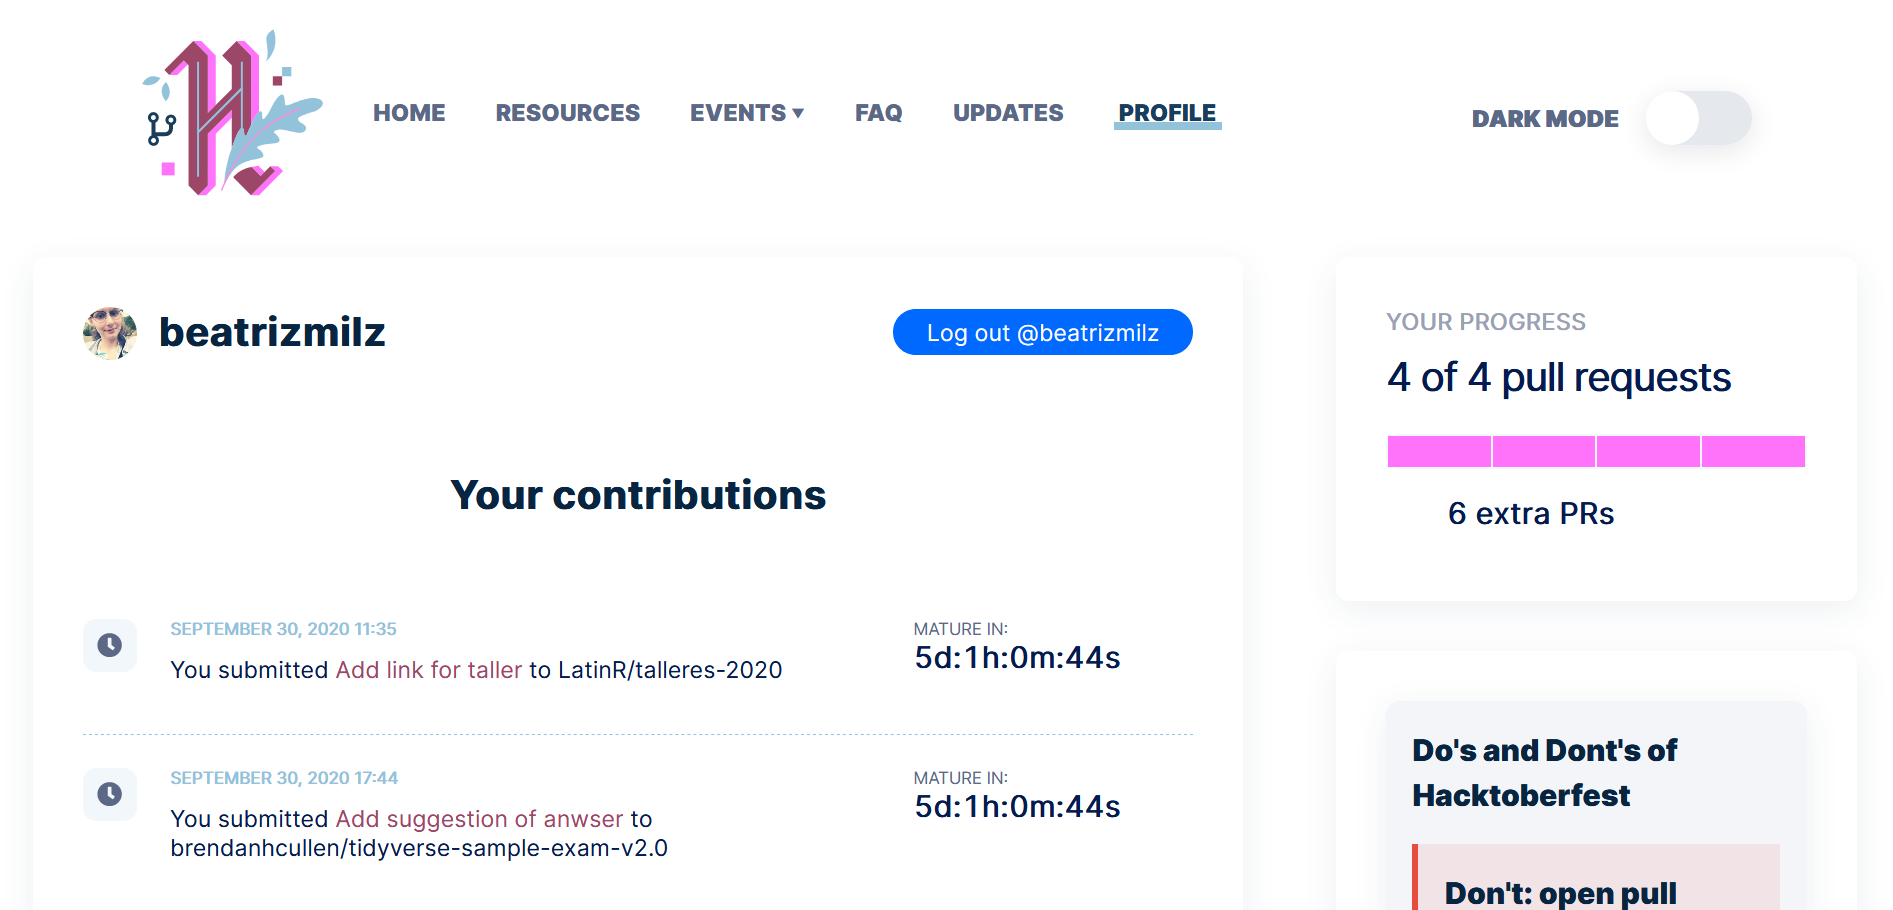 HOME RESOURCES EVENTS ▼ FAQ UPDATES PROFILE DARK MODE
beatrizmilz
Log out @beatrizmilz
Your contributions
SEPTEMBER 30, 2020 11:35
You submitted Add link for taller to LatinR/talleres-2020
MATURE IN:
5d:1h:0m:44s
SEPTEMBER 30, 2020 17:44
You submitted Add suggestion of anwser to
brendanhcullen/tidyverse-sample-exam-v2.0
MATURE IN:
5d:1h:0m:44s
YOUR PROGRESS
4 of 4 pull requests
6 extra PRs
Do's and Dont's of
Hacktoberfest
Don't: open pull